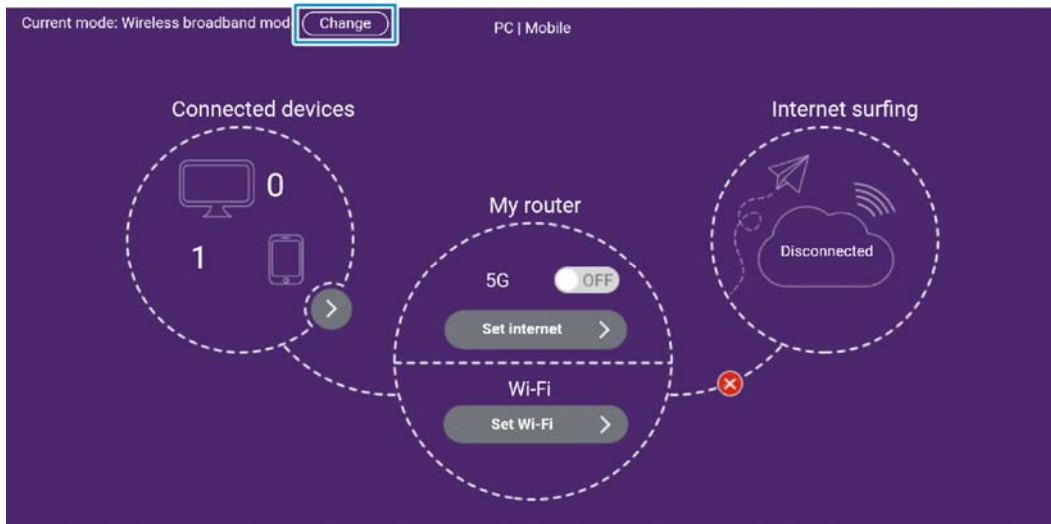 Current mode: Wireless broadband mod Change
PC | Mobile
Connected devices
0
1
My router
5G OFF
Set internet
Wi-Fi
Set Wi-Fi
Internet surfing
Disconnected